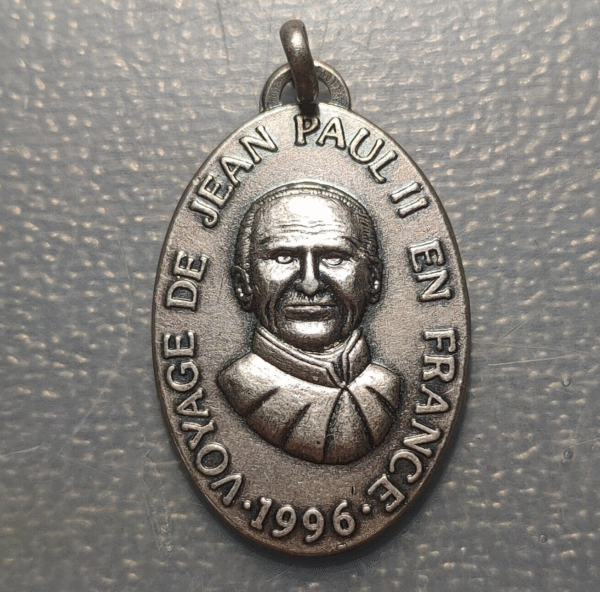 VOYAGE DE JEAN PAUL II EN FRANCE
·1996·